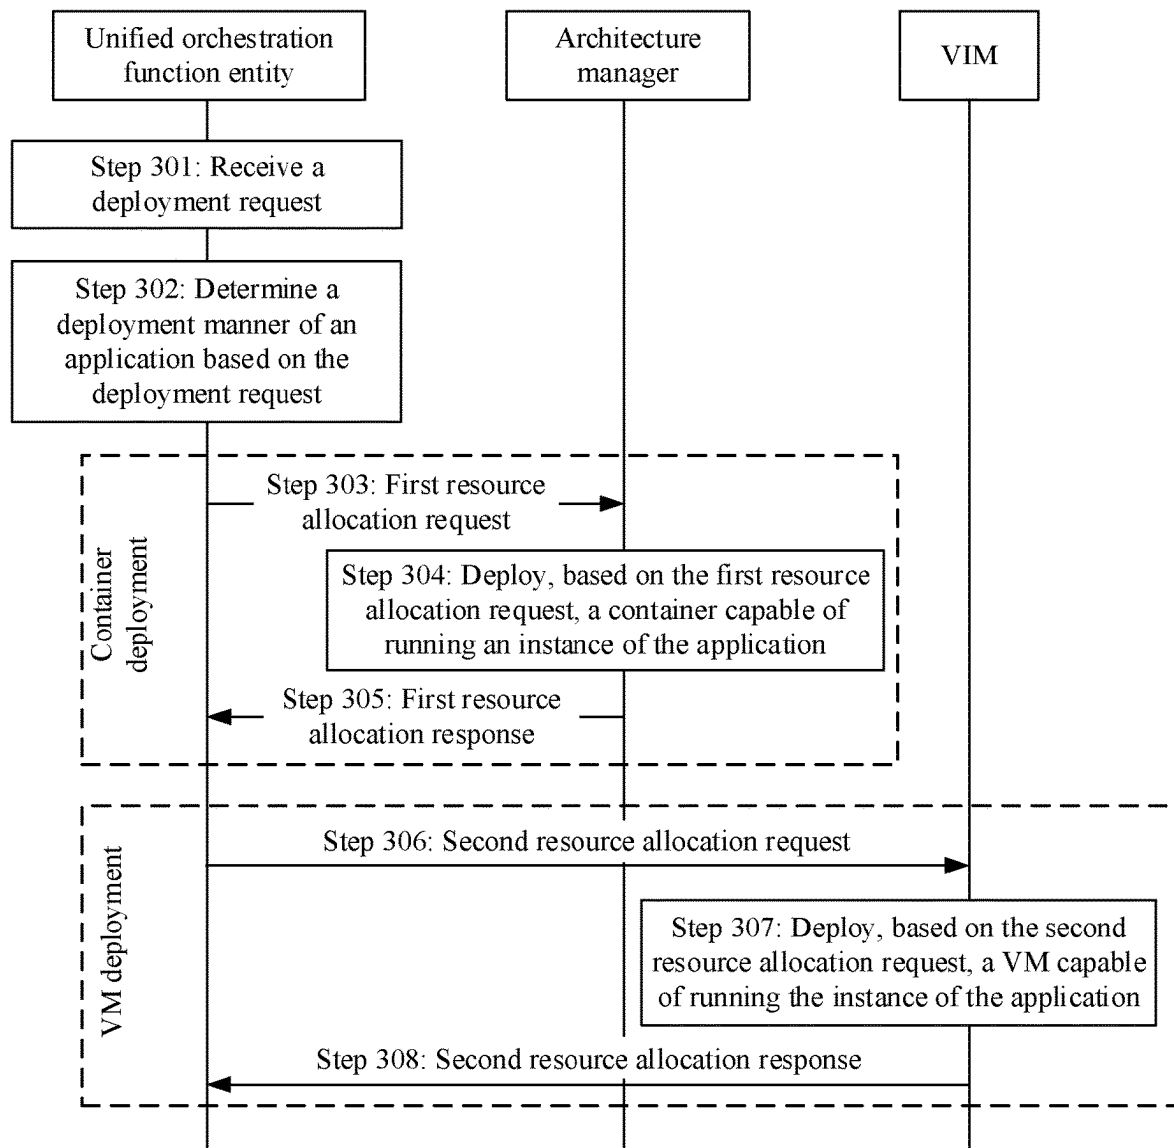 Unified orchestration
function entity
Architecture
manager
VIM
Step 301: Receive a
deployment request
Step 302: Determine a
deployment manner of an
application based on the
deployment request
Container
deployment
Step 303: First resource
allocation request
Step 304: Deploy, based on the first resource
allocation request, a container capable of
running an instance of the application
Step 305: First resource
allocation response
VM deployment
Step 306: Second resource allocation request
Step 307: Deploy, based on the second
resource allocation request, a VM capable
of running the instance of the application
Step 308: Second resource allocation response